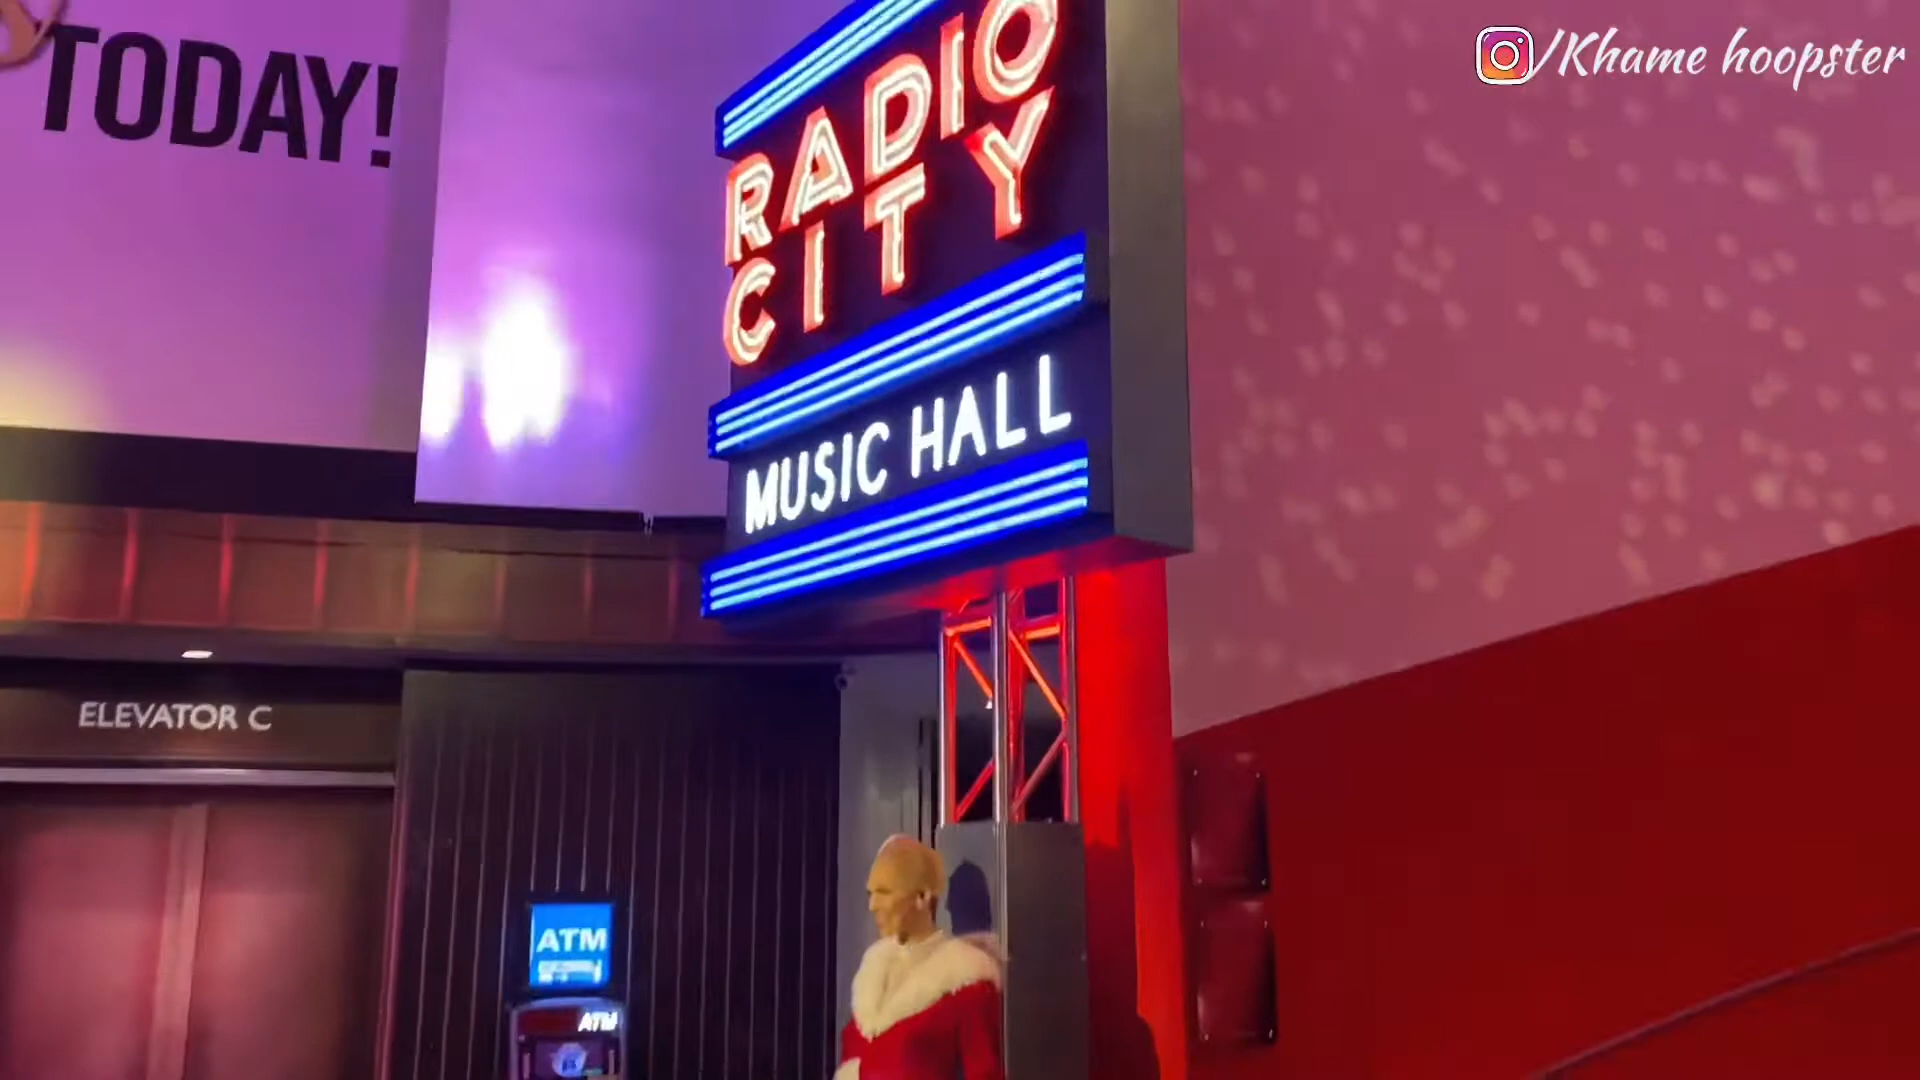 TODAY!
/Khame hoopster
RADIO
CITY
MUSIC HALL
ELEVATOR C
ATM
ATM